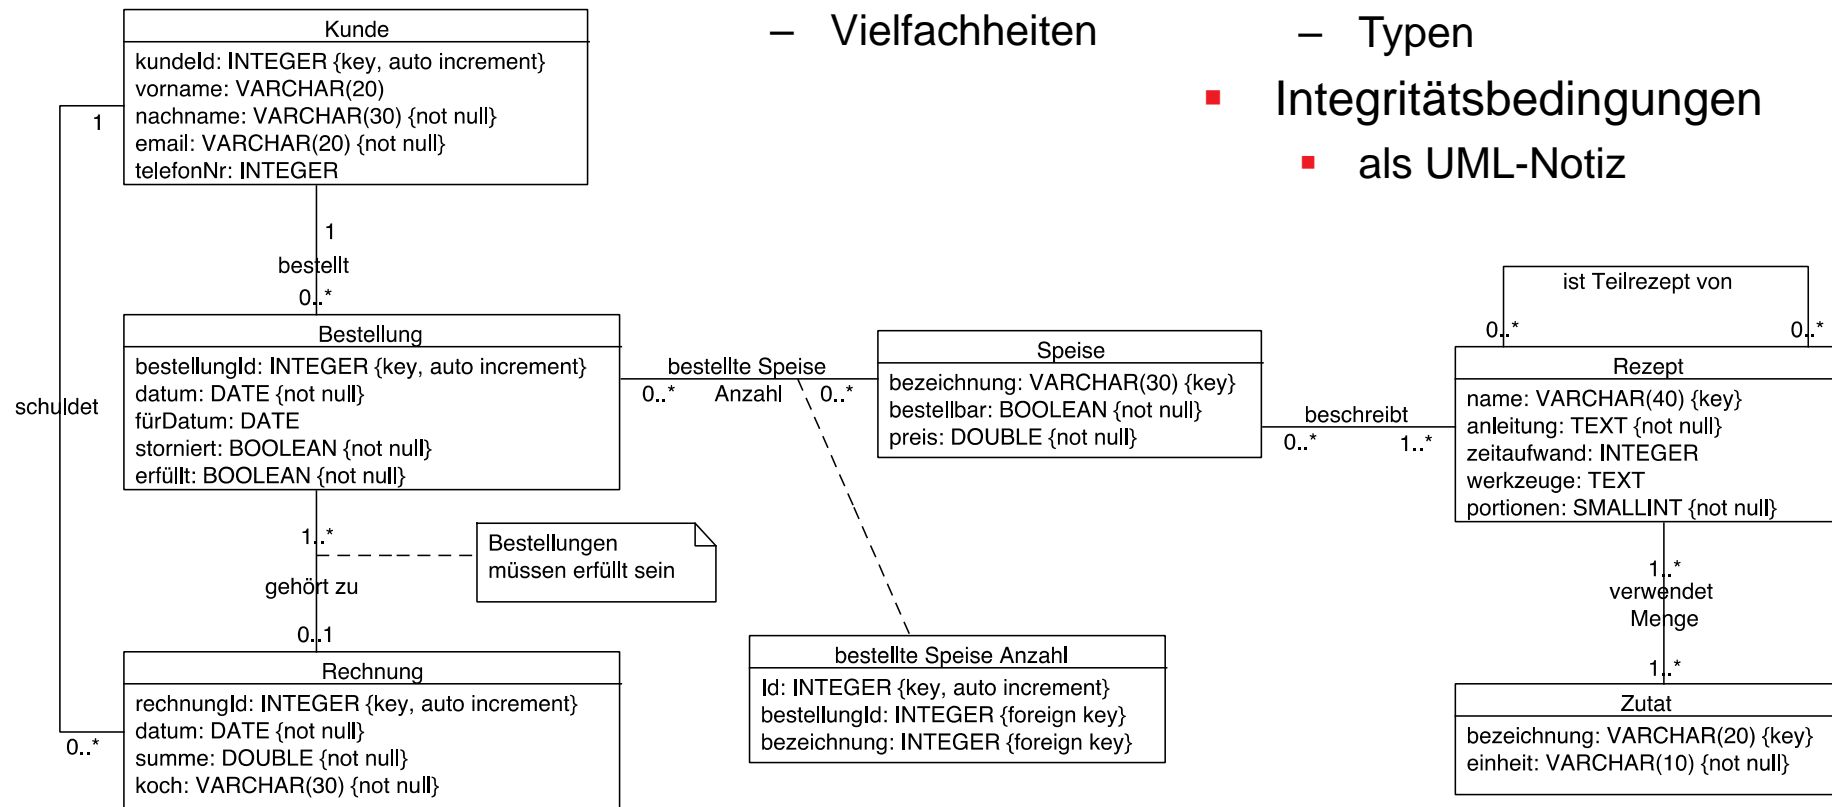 – Vielfachheiten
– Typen
▪ Integritätsbedingungen
▪ als UML-Notiz
Kunde
kundeId: INTEGER {key, auto increment}
vorname: VARCHAR(20)
nachname: VARCHAR(30) {not null}
email: VARCHAR(20) {not null}
telefonNr: INTEGER
1
1
bestellt
0..*
schuldet
0..*
Bestellung
bestellungId: INTEGER {key, auto increment}
datum: DATE {not null}
fürDatum: DATE
storniert: BOOLEAN {not null}
erfüllt: BOOLEAN {not null}
bestellte Speise
0..* Anzahl 0..*
Speise
bezeichnung: VARCHAR(30) {key}
bestellbar: BOOLEAN {not null}
preis: DOUBLE {not null}
beschreibt
0..* 1..*
ist Teilrezept von
0..* 0..*
Rezept
name: VARCHAR(40) {key}
anleitung: TEXT {not null}
zeitaufwand: INTEGER
werkzeuge: TEXT
portionen: SMALLINT {not null}
1..*
gehört zu
0..1
Bestellungen
müssen erfüllt sein
1..*
verwendet
Menge
1..*
Rechnung
rechnungId: INTEGER {key, auto increment}
datum: DATE {not null}
summe: DOUBLE {not null}
koch: VARCHAR(30) {not null}
bestellte Speise Anzahl
Id: INTEGER {key, auto increment}
bestellungId: INTEGER {foreign key}
bezeichnung: INTEGER {foreign key}
Zutat
bezeichnung: VARCHAR(20) {key}
einheit: VARCHAR(10) {not null}